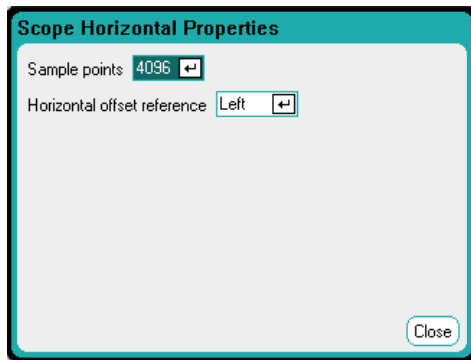 Scope Horizontal Properties
Sample points 4096
Horizontal offset reference Left
Close